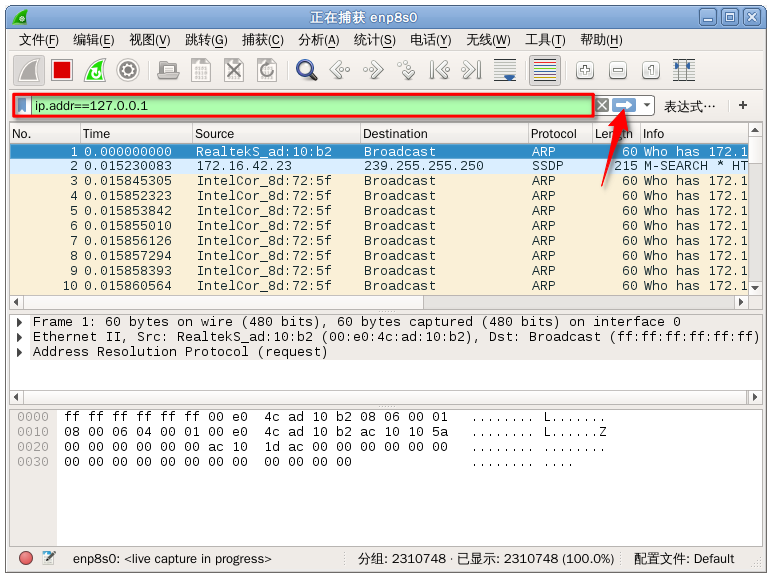 正在捕获 enp8s0
文件(F) 编辑(E) 视图(V) 跳转(G) 捕获(C) 分析(A) 统计(S) 电话(Y) 无线(W) 工具(T) 帮助(H)
ip.addr==127.0.0.1 表达式… +
No. Time Source Destination Protocol Length Info
1 0.000000000 RealtekS_ad:10:b2 Broadcast ARP 60 Who has 172.1
2 0.015230083 172.16.42.23 239.255.255.250 SSDP 215 M-SEARCH * HT
3 0.015845305 IntelCor_8d:72:5f Broadcast ARP 60 Who has 172.1
4 0.015852323 IntelCor_8d:72:5f Broadcast ARP 60 Who has 172.1
5 0.015853842 IntelCor_8d:72:5f Broadcast ARP 60 Who has 172.1
6 0.015855010 IntelCor_8d:72:5f Broadcast ARP 60 Who has 172.1
7 0.015856126 IntelCor_8d:72:5f Broadcast ARP 60 Who has 172.1
8 0.015857294 IntelCor_8d:72:5f Broadcast ARP 60 Who has 172.1
9 0.015858393 IntelCor_8d:72:5f Broadcast ARP 60 Who has 172.1
10 0.015860564 IntelCor_8d:72:5f Broadcast ARP 60 Who has 172.1
Frame 1: 60 bytes on wire (480 bits), 60 bytes captured (480 bits) on interface 0
Ethernet II, Src: RealtekS_ad:10:b2 (00:e0:4c:ad:10:b2), Dst: Broadcast (ff:ff:ff:ff:ff:ff)
Address Resolution Protocol (request)
0000 ff ff ff ff ff ff 00 e0 4c ad 10 b2 08 06 00 01 ........ L.......
0010 08 00 06 04 00 01 00 e0 4c ad 10 b2 ac 10 10 5a ........ L......Z
0020 00 00 00 00 00 00 ac 10 1d ac 00 00 00 00 00 00 ........ ........
0030 00 00 00 00 00 00 00 00 00 00 00 00 ........ ....
enp8s0: <live capture in progress> 分组: 2310748 · 已显示: 2310748 (100.0%) 配置文件: Default